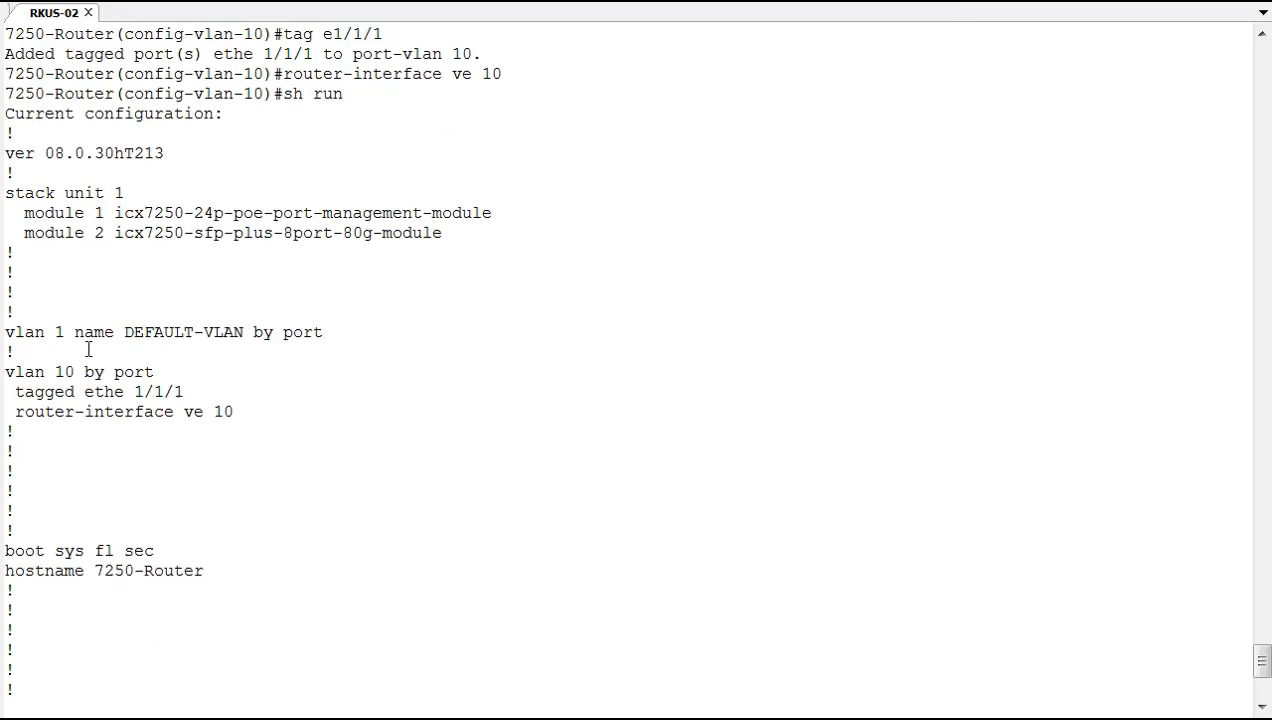 RKUS-02
7250-Router(config-vlan-10)#tag e1/1/1
Added tagged port(s) ethe 1/1/1 to port-vlan 10.
7250-Router(config-vlan-10)#router-interface ve 10
7250-Router(config-vlan-10)#sh run
Current configuration:
!
ver 08.0.30hT213
!
stack unit 1
  module 1 icx7250-24p-poe-port-management-module
  module 2 icx7250-sfp-plus-8port-80g-module
!
!
!
!
vlan 1 name DEFAULT-VLAN by port
!
vlan 10 by port
 tagged ethe 1/1/1
 router-interface ve 10
!
!
!
!
!
!
boot sys fl sec
hostname 7250-Router
!
!
!
!
!
!